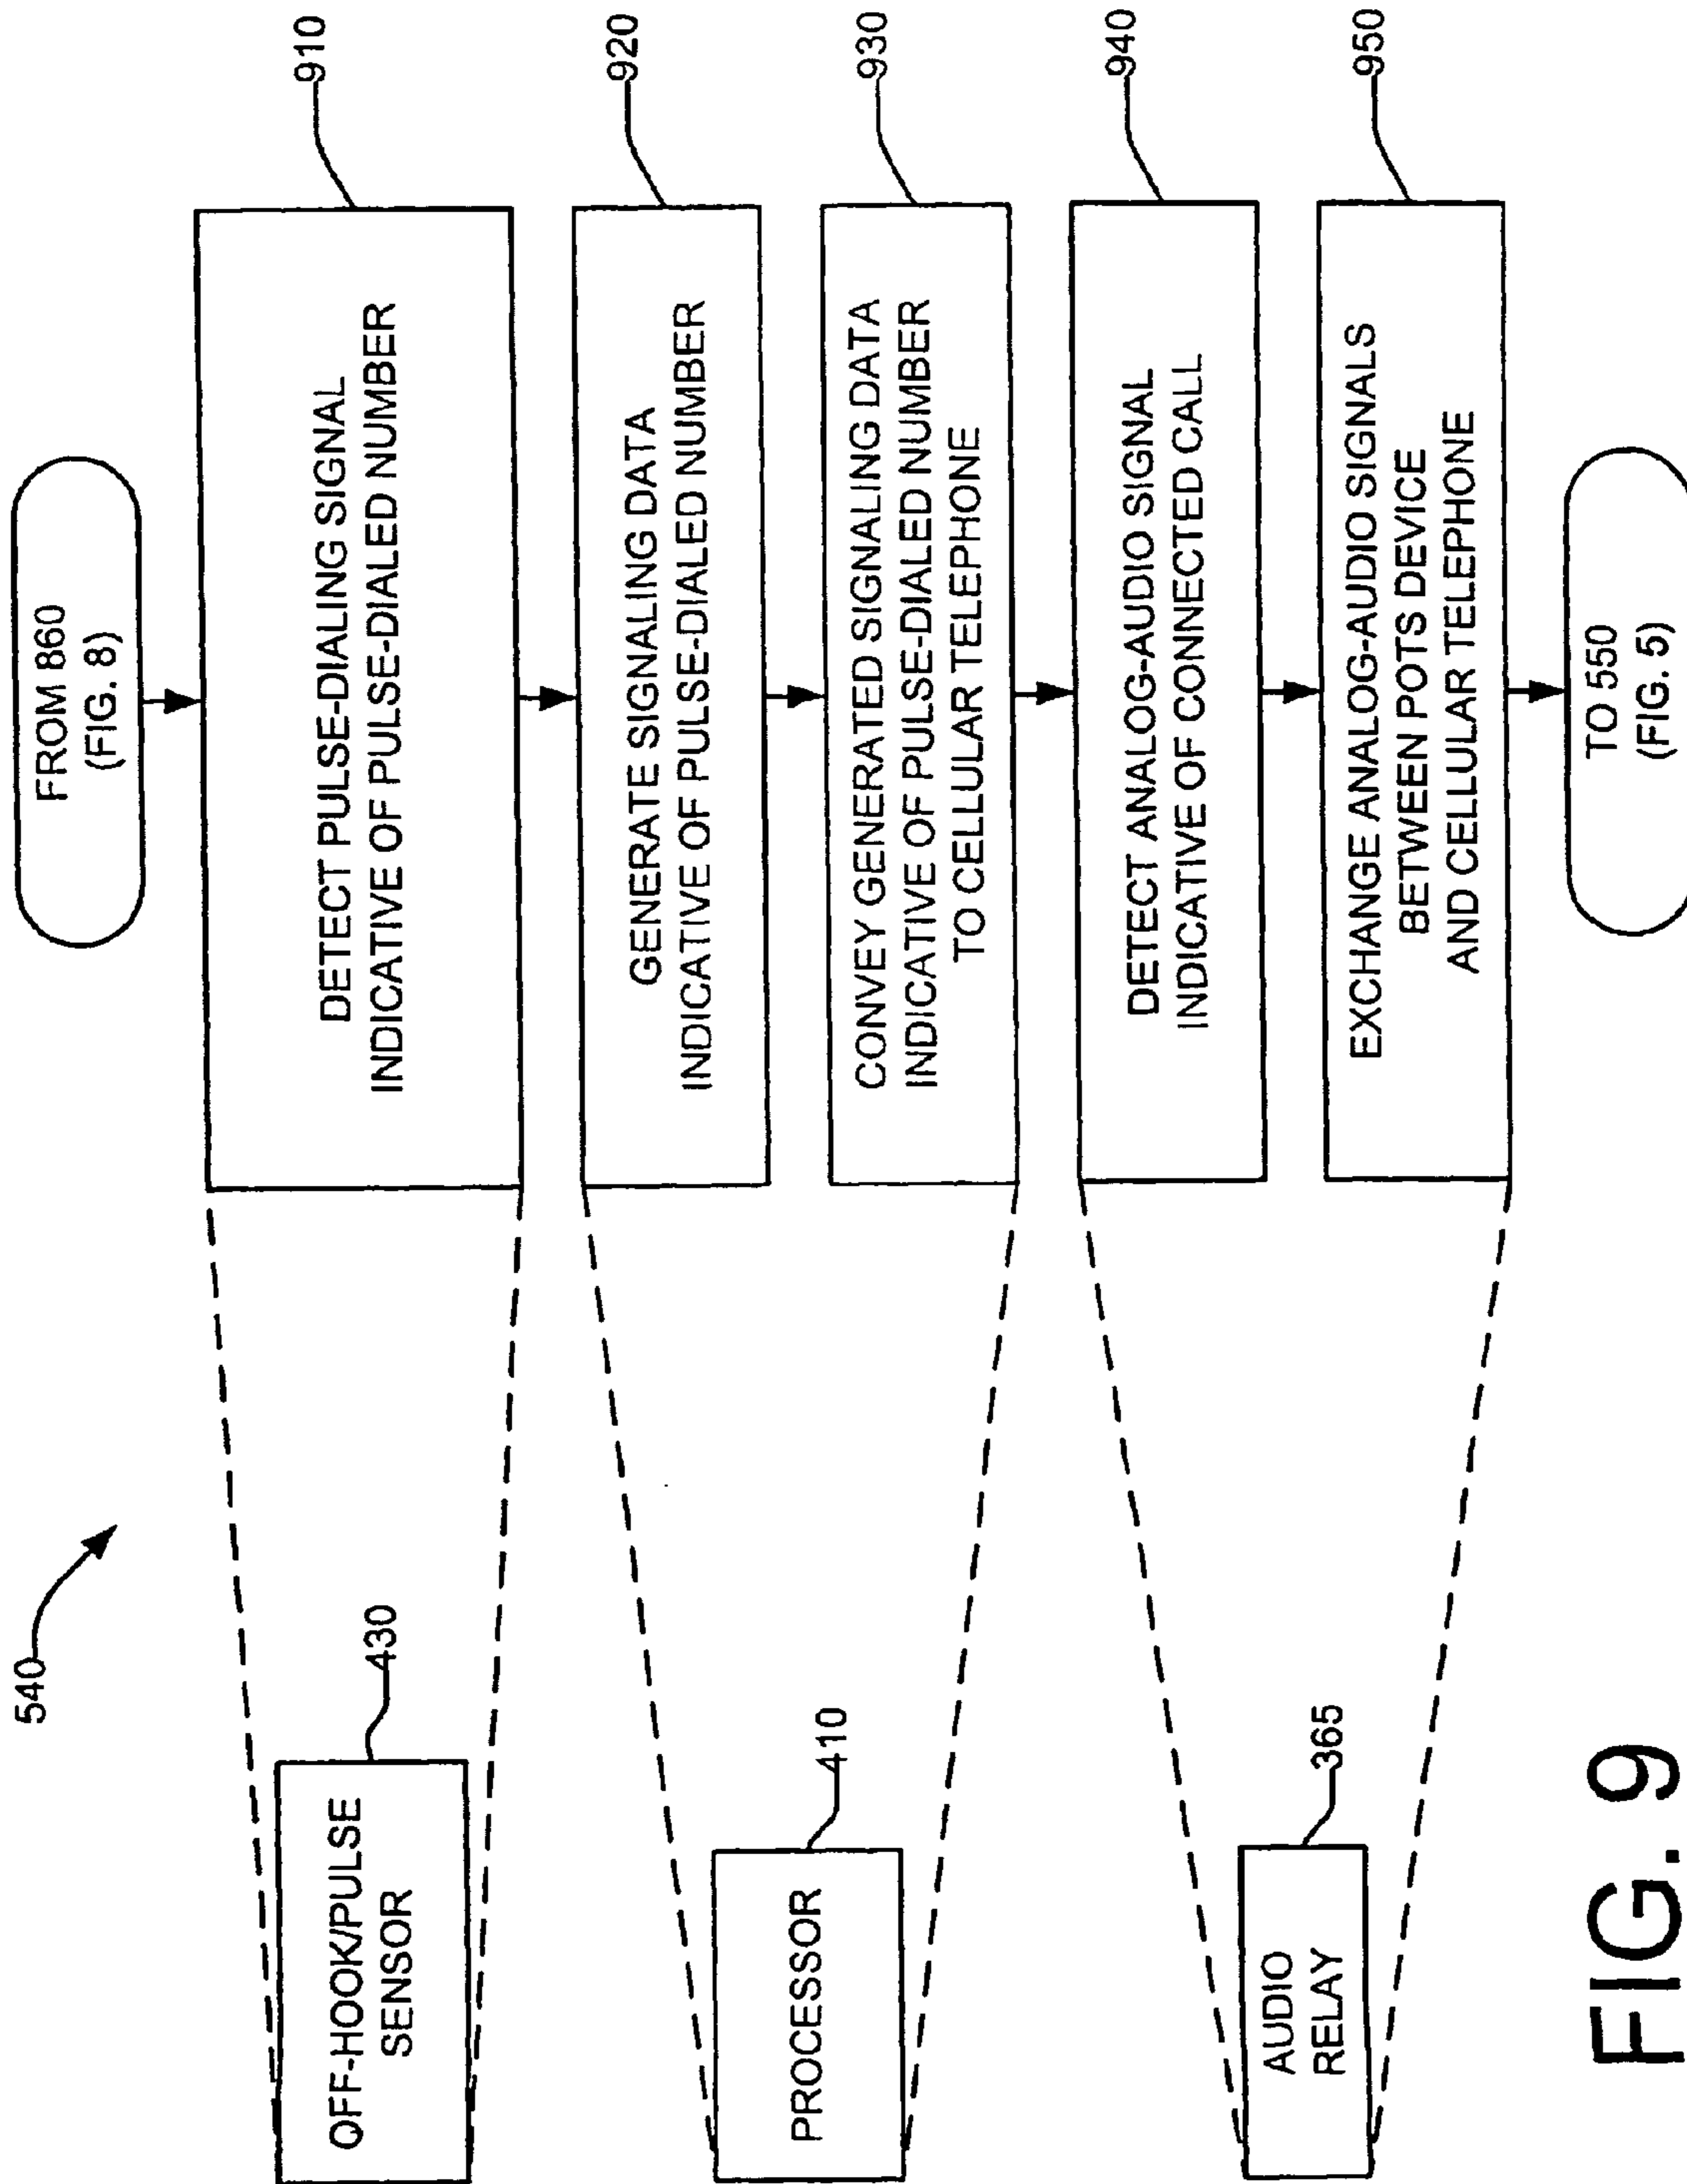 540
FROM 860
(FIG. 8)
OFF-HOOK/PULSE
SENSOR
430
DETECT PULSE-DIALING SIGNAL
INDICATIVE OF PULSE-DIALED NUMBER
910
PROCESSOR
410
GENERATE SIGNALING DATA
INDICATIVE OF PULSE-DIALED NUMBER
920
CONVEY GENERATED SIGNALING DATA
INDICATIVE OF PULSE-DIALED NUMBER
TO CELLULAR TELEPHONE
930
AUDIO
RELAY
365
DETECT ANALOG-AUDIO SIGNAL
INDICATIVE OF CONNECTED CALL
940
EXCHANGE ANALOG-AUDIO SIGNALS
BETWEEN POTS DEVICE
AND CELLULAR TELEPHONE
950
TO 550
(FIG. 5)
FIG. 9